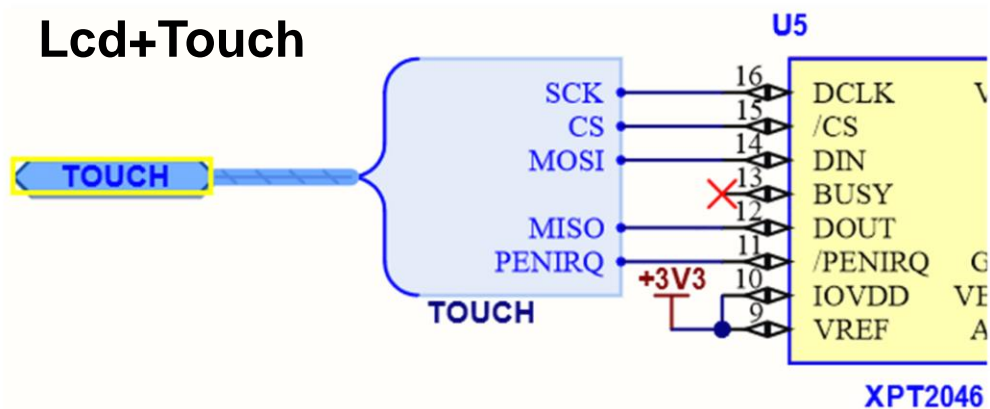 Lcd+Touch
U5
TOUCH
SCK
CS
MOSI
MISO
PENIRQ
TOUCH
+3V3
16 DCLK
15 /CS
14 DIN
13 BUSY
12 DOUT
11 /PENIRQ
10 IOVDD
9 VREF
XPT2046